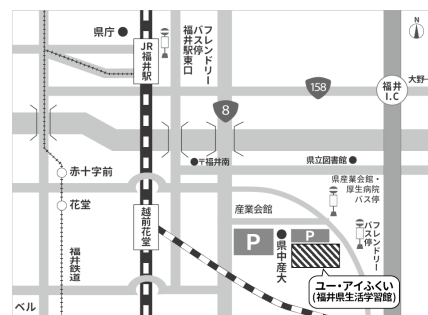 県庁
JR福井駅
フレンドリーバス
福井駅東口
バス停
N
8
158
福井
I.C
大野
〒福井南
県立図書館
赤十字前
県産業会館・
厚生病院
バス停
花堂
越前花堂
産業会館
P
県中産大
P
フレンドリー
バス停
福井鉄道
ユー・アイふくい
(福井県生活学習館)
ベル